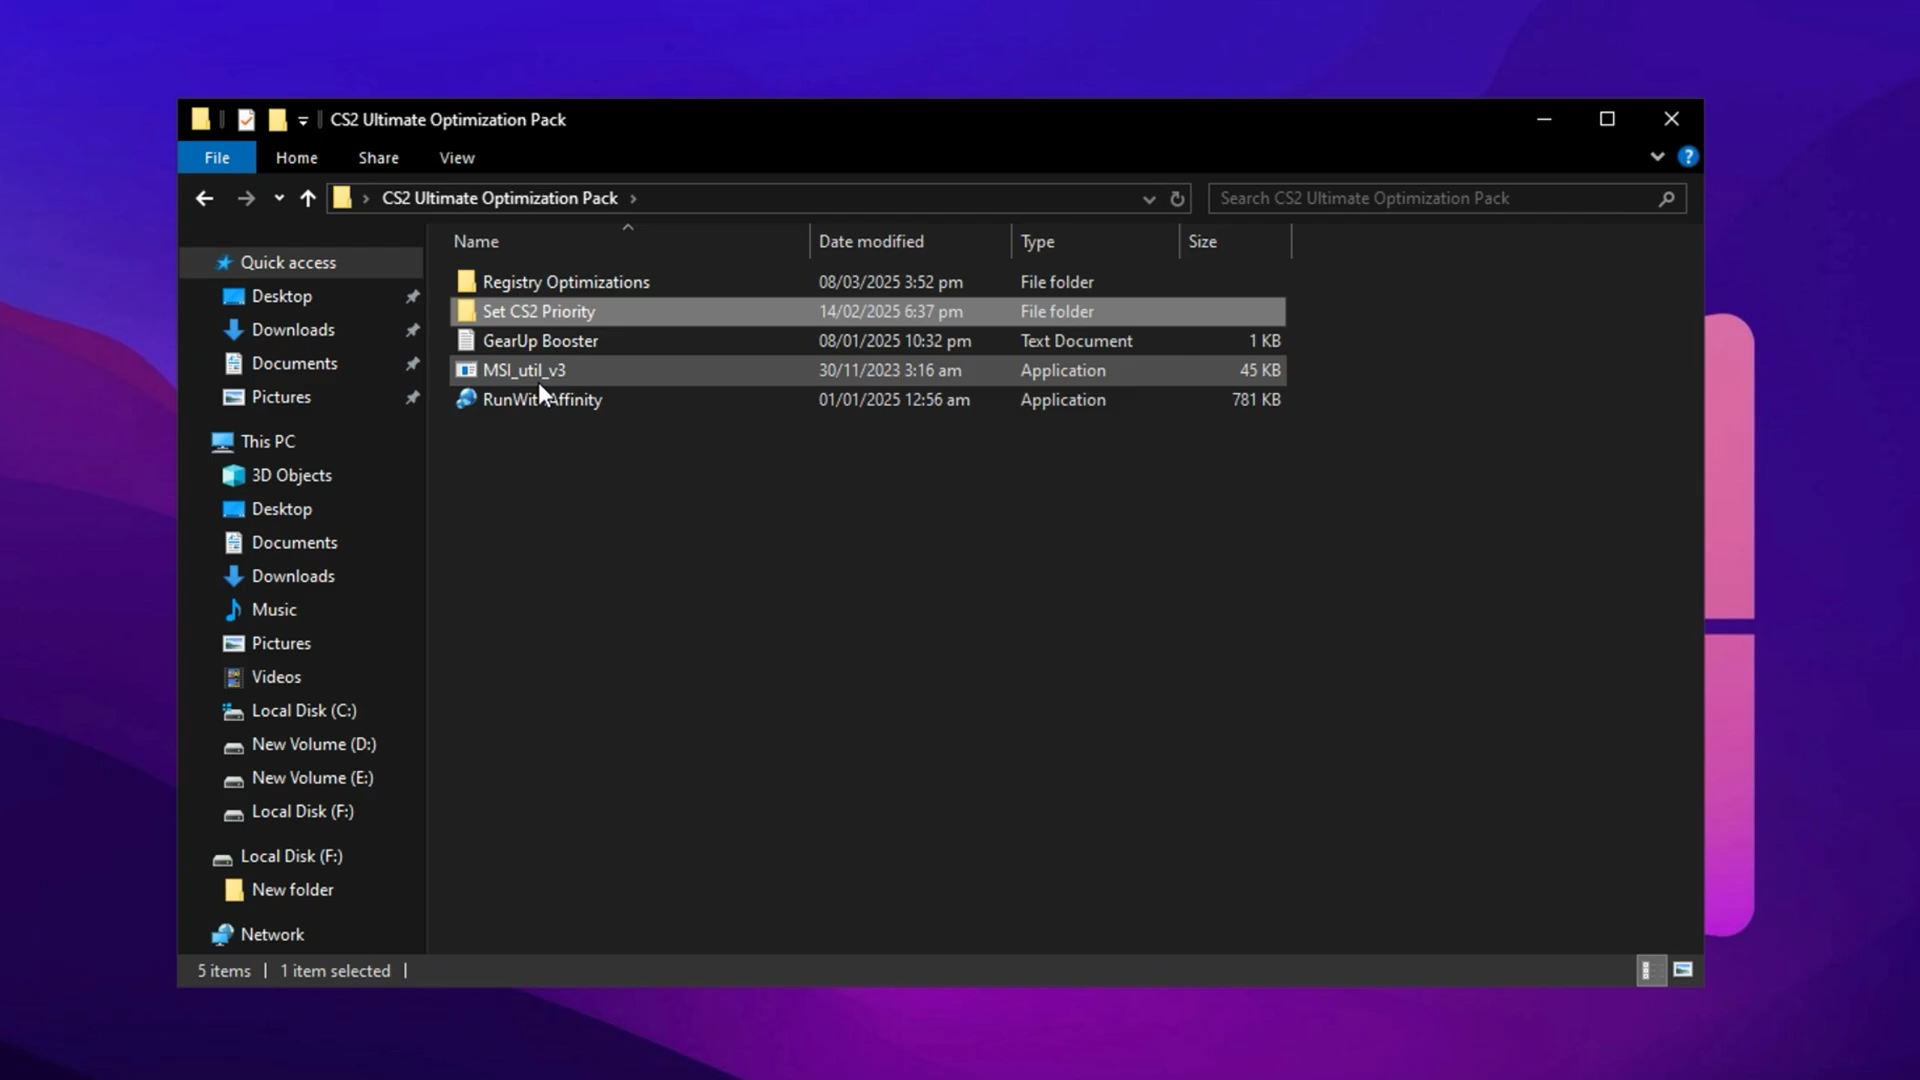 CS2 Ultimate Optimization Pack
File Home Share View
CS2 Ultimate Optimization Pack
Search CS2 Ultimate Optimization Pack
Name Date modified Type Size
Quick access
Desktop
Downloads
Documents
Pictures
This PC
3D Objects
Desktop
Documents
Downloads
Music
Pictures
Videos
Local Disk (C:)
New Volume (D:)
New Volume (E:)
Local Disk (F:)
Local Disk (F:)
New folder
Network
Registry Optimizations 08/03/2025 3:52 pm File folder
Set CS2 Priority 14/02/2025 6:37 pm File folder
GearUp Booster 08/01/2025 10:32 pm Text Document 1 KB
MSI_util_v3 30/11/2023 3:16 am Application 45 KB
RunWithAffinity 01/01/2025 12:56 am Application 781 KB
5 items 1 item selected